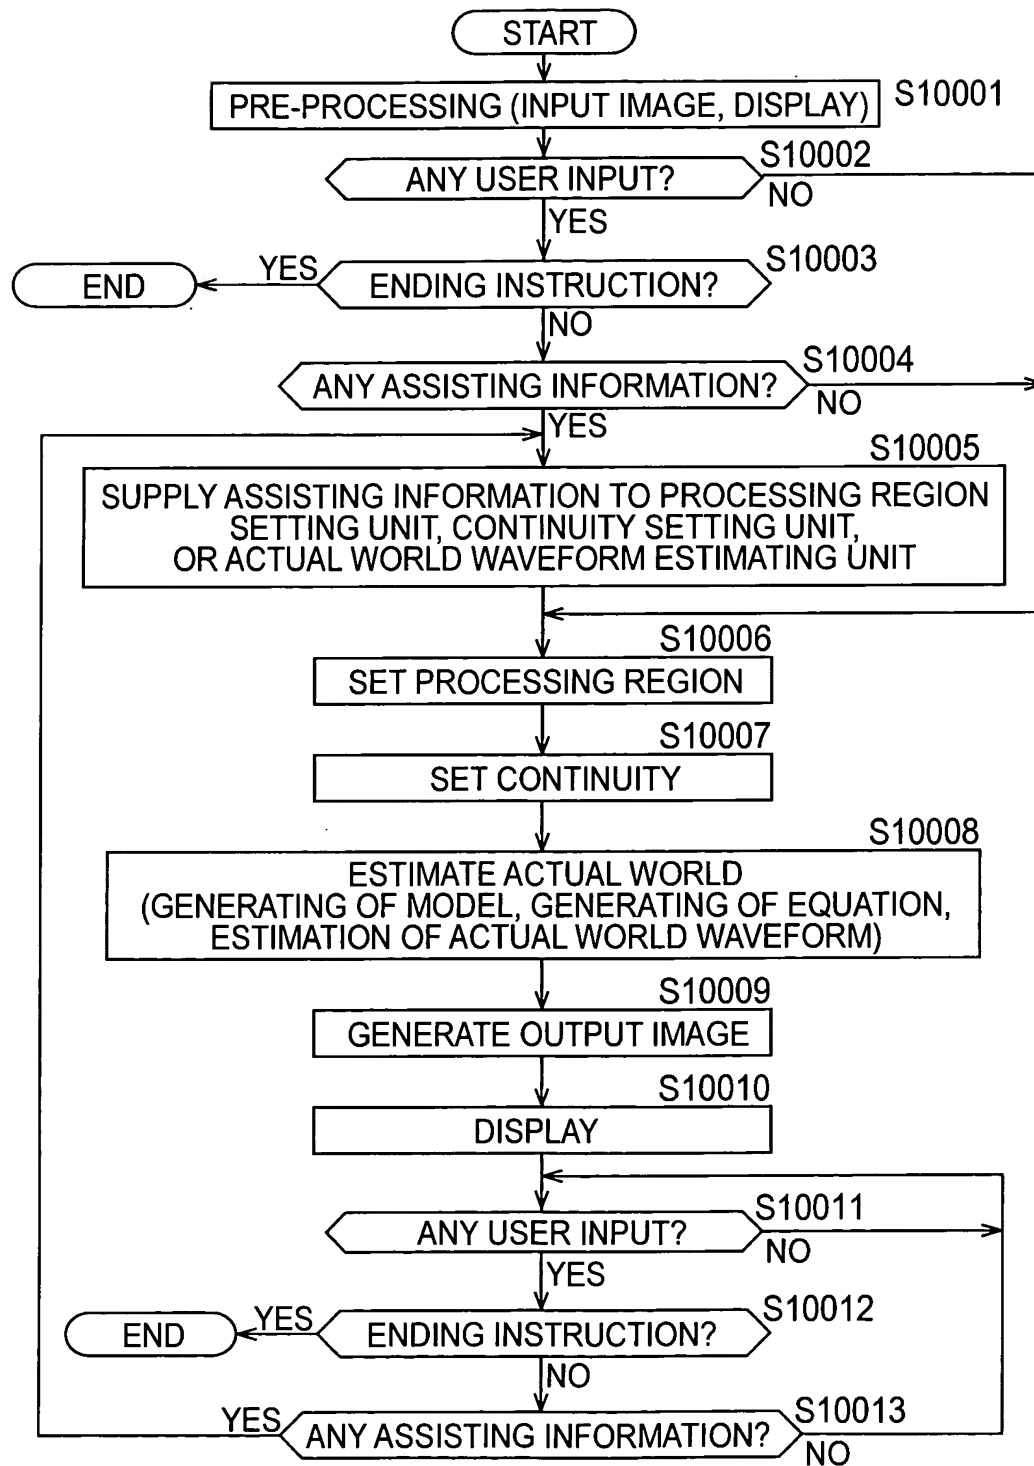 START
PRE-PROCESSING (INPUT IMAGE, DISPLAY)
S10001
ANY USER INPUT?
S10002
NO
YES
ENDING INSTRUCTION?
S10003
YES
END
NO
ANY ASSISTING INFORMATION?
S10004
NO
YES
S10005
SUPPLY ASSISTING INFORMATION TO PROCESSING REGION
SETTING UNIT, CONTINUITY SETTING UNIT,
OR ACTUAL WORLD WAVEFORM ESTIMATING UNIT
S10006
SET PROCESSING REGION
S10007
SET CONTINUITY
S10008
ESTIMATE ACTUAL WORLD
(GENERATING OF MODEL, GENERATING OF EQUATION,
ESTIMATION OF ACTUAL WORLD WAVEFORM)
S10009
GENERATE OUTPUT IMAGE
S10010
DISPLAY
ANY USER INPUT?
S10011
NO
YES
ENDING INSTRUCTION?
S10012
YES
END
NO
ANY ASSISTING INFORMATION?
S10013
YES
NO